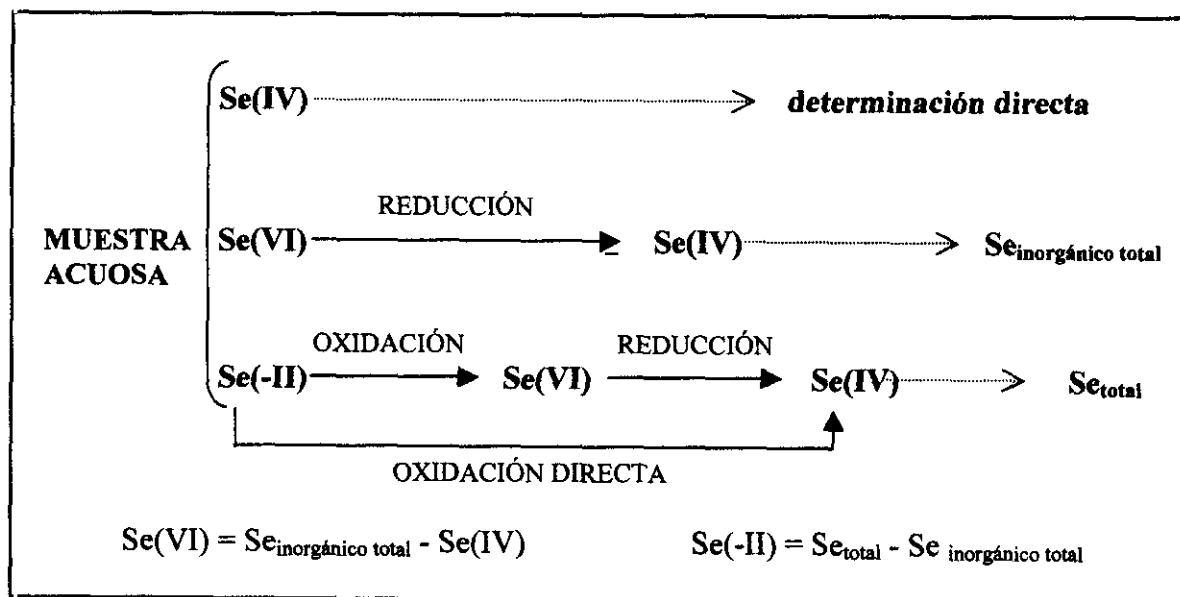 Se(IV) determinación directa
REDUCCIÓN
MUESTRA ACUOSA
Se(VI) Se(IV) Se inorgánico total
OXIDACIÓN REDUCCIÓN
Se(-II) Se(VI) Se(IV) Se total
OXIDACIÓN DIRECTA
Se(VI) = Se inorgánico total - Se(IV) Se(-II) = Se total - Se inorgánico total